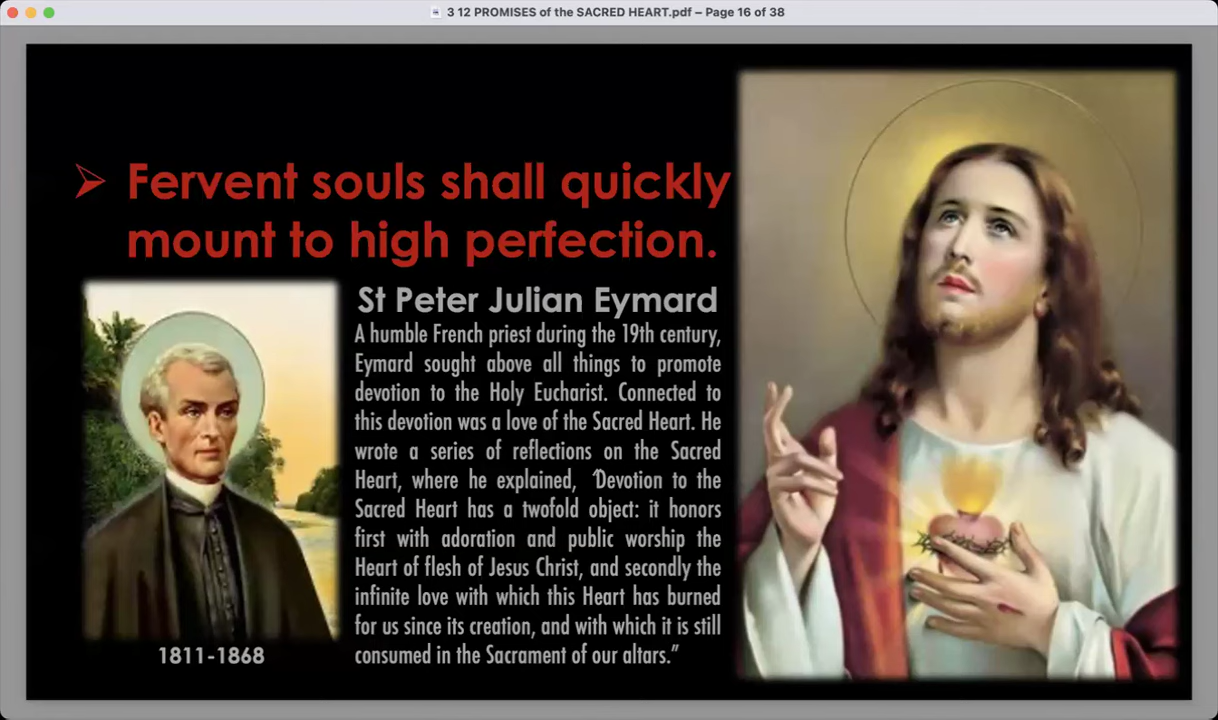 3 12 PROMISES of the SACRED HEART.pdf – Page 16 of 38
➢ Fervent souls shall quickly
mount to high perfection.
St Peter Julian Eymard
A humble French priest during the 19th century,
Eymard sought above all things to promote
devotion to the Holy Eucharist. Connected to
this devotion was a love of the Sacred Heart. He
wrote a series of reflections on the Sacred
Heart, where he explained, “Devotion to the
Sacred Heart has a twofold object: it honors
first with adoration and public worship the
Heart of flesh of Jesus Christ, and secondly the
infinite love with which this Heart has burned
for us since its creation, and with which it is still
consumed in the Sacrament of our altars.”
1811-1868